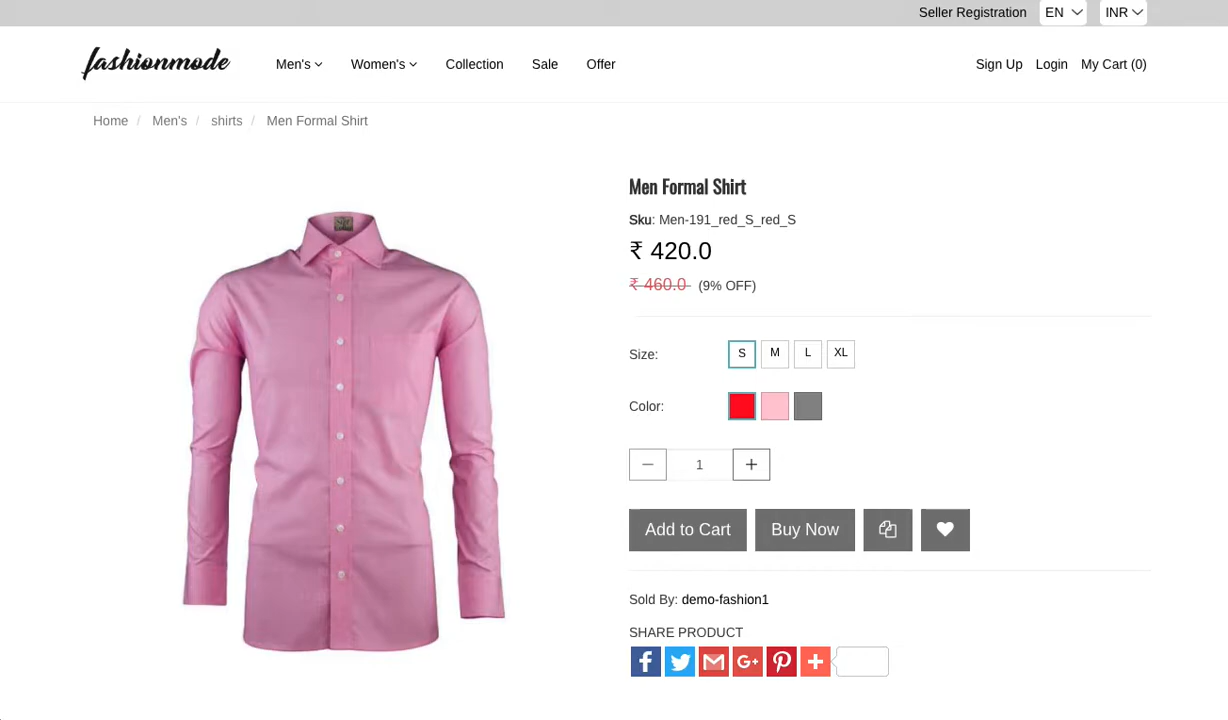 Seller Registration EN INR
fashionmode Men's Women's Collection Sale Offer Sign Up Login My Cart (0)
Home / Men's / shirts / Men Formal Shirt
Men Formal Shirt
Sku: Men-191_red_S_red_S
₹ 420.0
₹ 460.0 (9% OFF)
Size: S M L XL
Color:
1
Add to Cart Buy Now
Sold By: demo-fashion1
SHARE PRODUCT